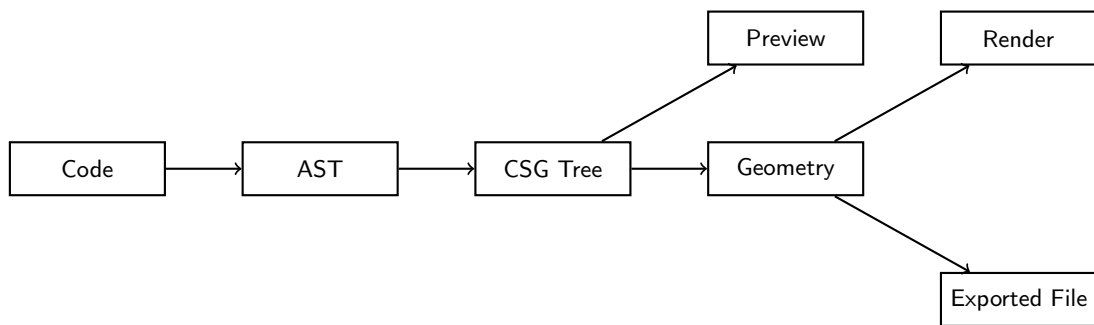 Preview
Render
Code
AST
CSG Tree
Geometry
Exported File